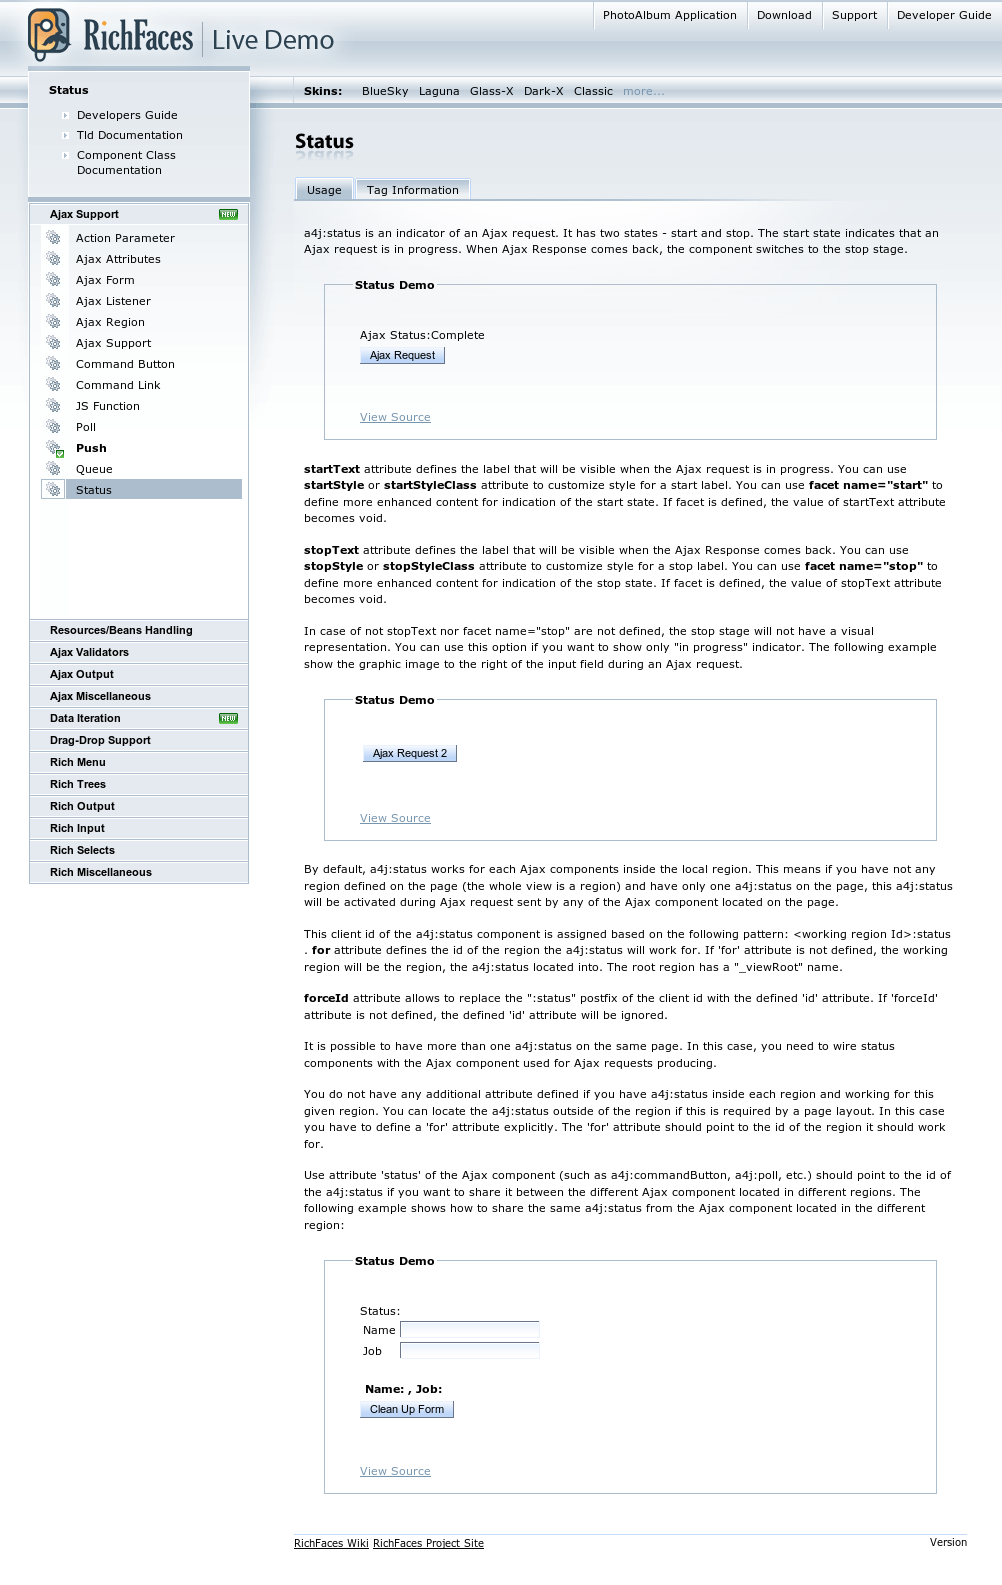 PhotoAlbum Application Download Support Developer Guide
RichFaces Live Demo
Skins: BlueSky Laguna Glass-X Dark-X Classic more...
Status
Developers Guide
Tld Documentation
Component Class
Documentation
Ajax Support NEW
Action Parameter
Ajax Attributes
Ajax Form
Ajax Listener
Ajax Region
Ajax Support
Command Button
Command Link
JS Function
Poll
Push
Queue
Status
Resources/Beans Handling
Ajax Validators
Ajax Output
Ajax Miscellaneous
Data Iteration NEW
Drag-Drop Support
Rich Menu
Rich Trees
Rich Output
Rich Input
Rich Selects
Rich Miscellaneous
Status
Usage Tag Information
a4j:status is an indicator of an Ajax request. It has two states - start and stop. The start state indicates that an
Ajax request is in progress. When Ajax Response comes back, the component switches to the stop stage.
Status Demo
Ajax Status:Complete
Ajax Request
View Source
startText attribute defines the label that will be visible when the Ajax request is in progress. You can use
startStyle or startStyleClass attribute to customize style for a start label. You can use facet name="start" to
define more enhanced content for indication of the start state. If facet is defined, the value of startText attribute
becomes void.
stopText attribute defines the label that will be visible when the Ajax Response comes back. You can use
stopStyle or stopStyleClass attribute to customize style for a stop label. You can use facet name="stop" to
define more enhanced content for indication of the stop state. If facet is defined, the value of stopText attribute
becomes void.
In case of not stopText nor facet name="stop" are not defined, the stop stage will not have a visual
representation. You can use this option if you want to show only "in progress" indicator. The following example
show the graphic image to the right of the input field during an Ajax request.
Status Demo
Ajax Request 2
View Source
By default, a4j:status works for each Ajax components inside the local region. This means if you have not any
region defined on the page (the whole view is a region) and have only one a4j:status on the page, this a4j:status
will be activated during Ajax request sent by any of the Ajax component located on the page.
This client id of the a4j:status component is assigned based on the following pattern: <working region Id>:status
. for attribute defines the id of the region the a4j:status will work for. If 'for' attribute is not defined, the working
region will be the region, the a4j:status located into. The root region has a "_viewRoot" name.
forceId attribute allows to replace the ":status" postfix of the client id with the defined 'id' attribute. If 'forceId'
attribute is not defined, the defined 'id' attribute will be ignored.
It is possible to have more than one a4j:status on the same page. In this case, you need to wire status
components with the Ajax component used for Ajax requests producing.
You do not have any additional attribute defined if you have a4j:status inside each region and working for this
given region. You can locate the a4j:status outside of the region if this is required by a page layout. In this case
you have to define a 'for' attribute explicitly. The 'for' attribute should point to the id of the region it should work
for.
Use attribute 'status' of the Ajax component (such as a4j:commandButton, a4j:poll, etc.) should point to the id of
the a4j:status if you want to share it between the different Ajax component located in different regions. The
following example shows how to share the same a4j:status from the Ajax component located in the different
region:
Status Demo
Status:
Name
Job
Name: , Job:
Clean Up Form
View Source
RichFaces Wiki RichFaces Project Site Version